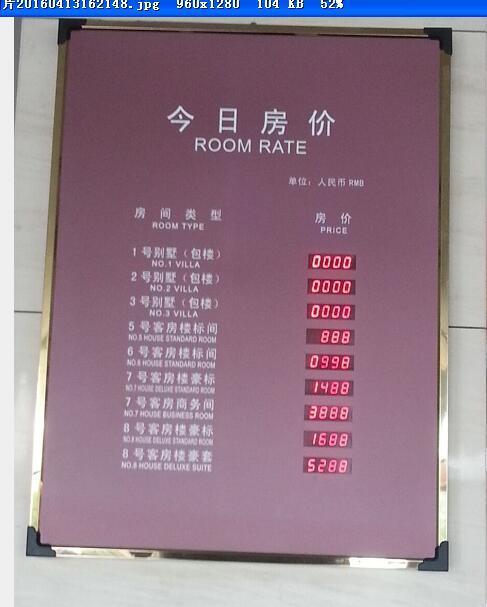 片20160413162148.jpg 960x1280 104 KB 52%
今日房价
ROOM RATE
单位：人民币 RMB
房间类型 房价
ROOM TYPE PRICE
1号别墅（包楼） 0000
NO.1 VILLA
2号别墅（包楼） 0000
NO.2 VILLA
3号别墅（包楼） 0000
NO.3 VILLA
5号客房楼标间 888
NO.5 HOUSE STANDARD ROOM
6号客房楼标间 0998
NO.6 HOUSE STANDARD ROOM
7号客房楼豪标 1488
NO.7 HOUSE DELUXE STANDARD ROOM
7号客房商务间 3888
NO.7 HOUSE BUSINESS ROOM
8号客房楼豪标 1688
NO.8 HOUSE DELUXE STANDARD ROOM
8号客房楼豪套 5288
NO.8 HOUSE DELUXE SUITE